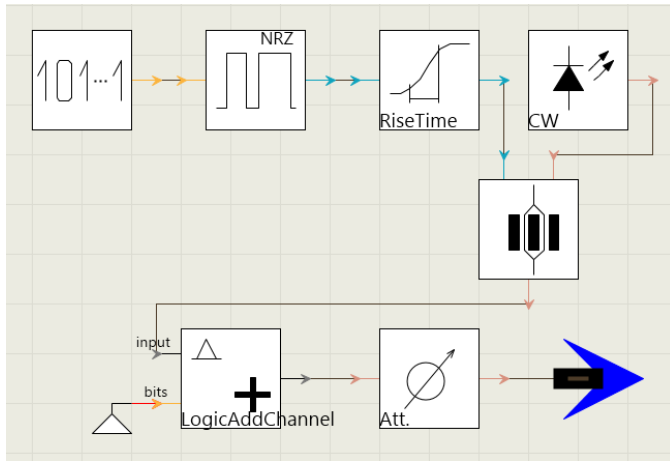 101...1
NRZ
RiseTime
CW
input
bits
LogicAddChannel
Att.